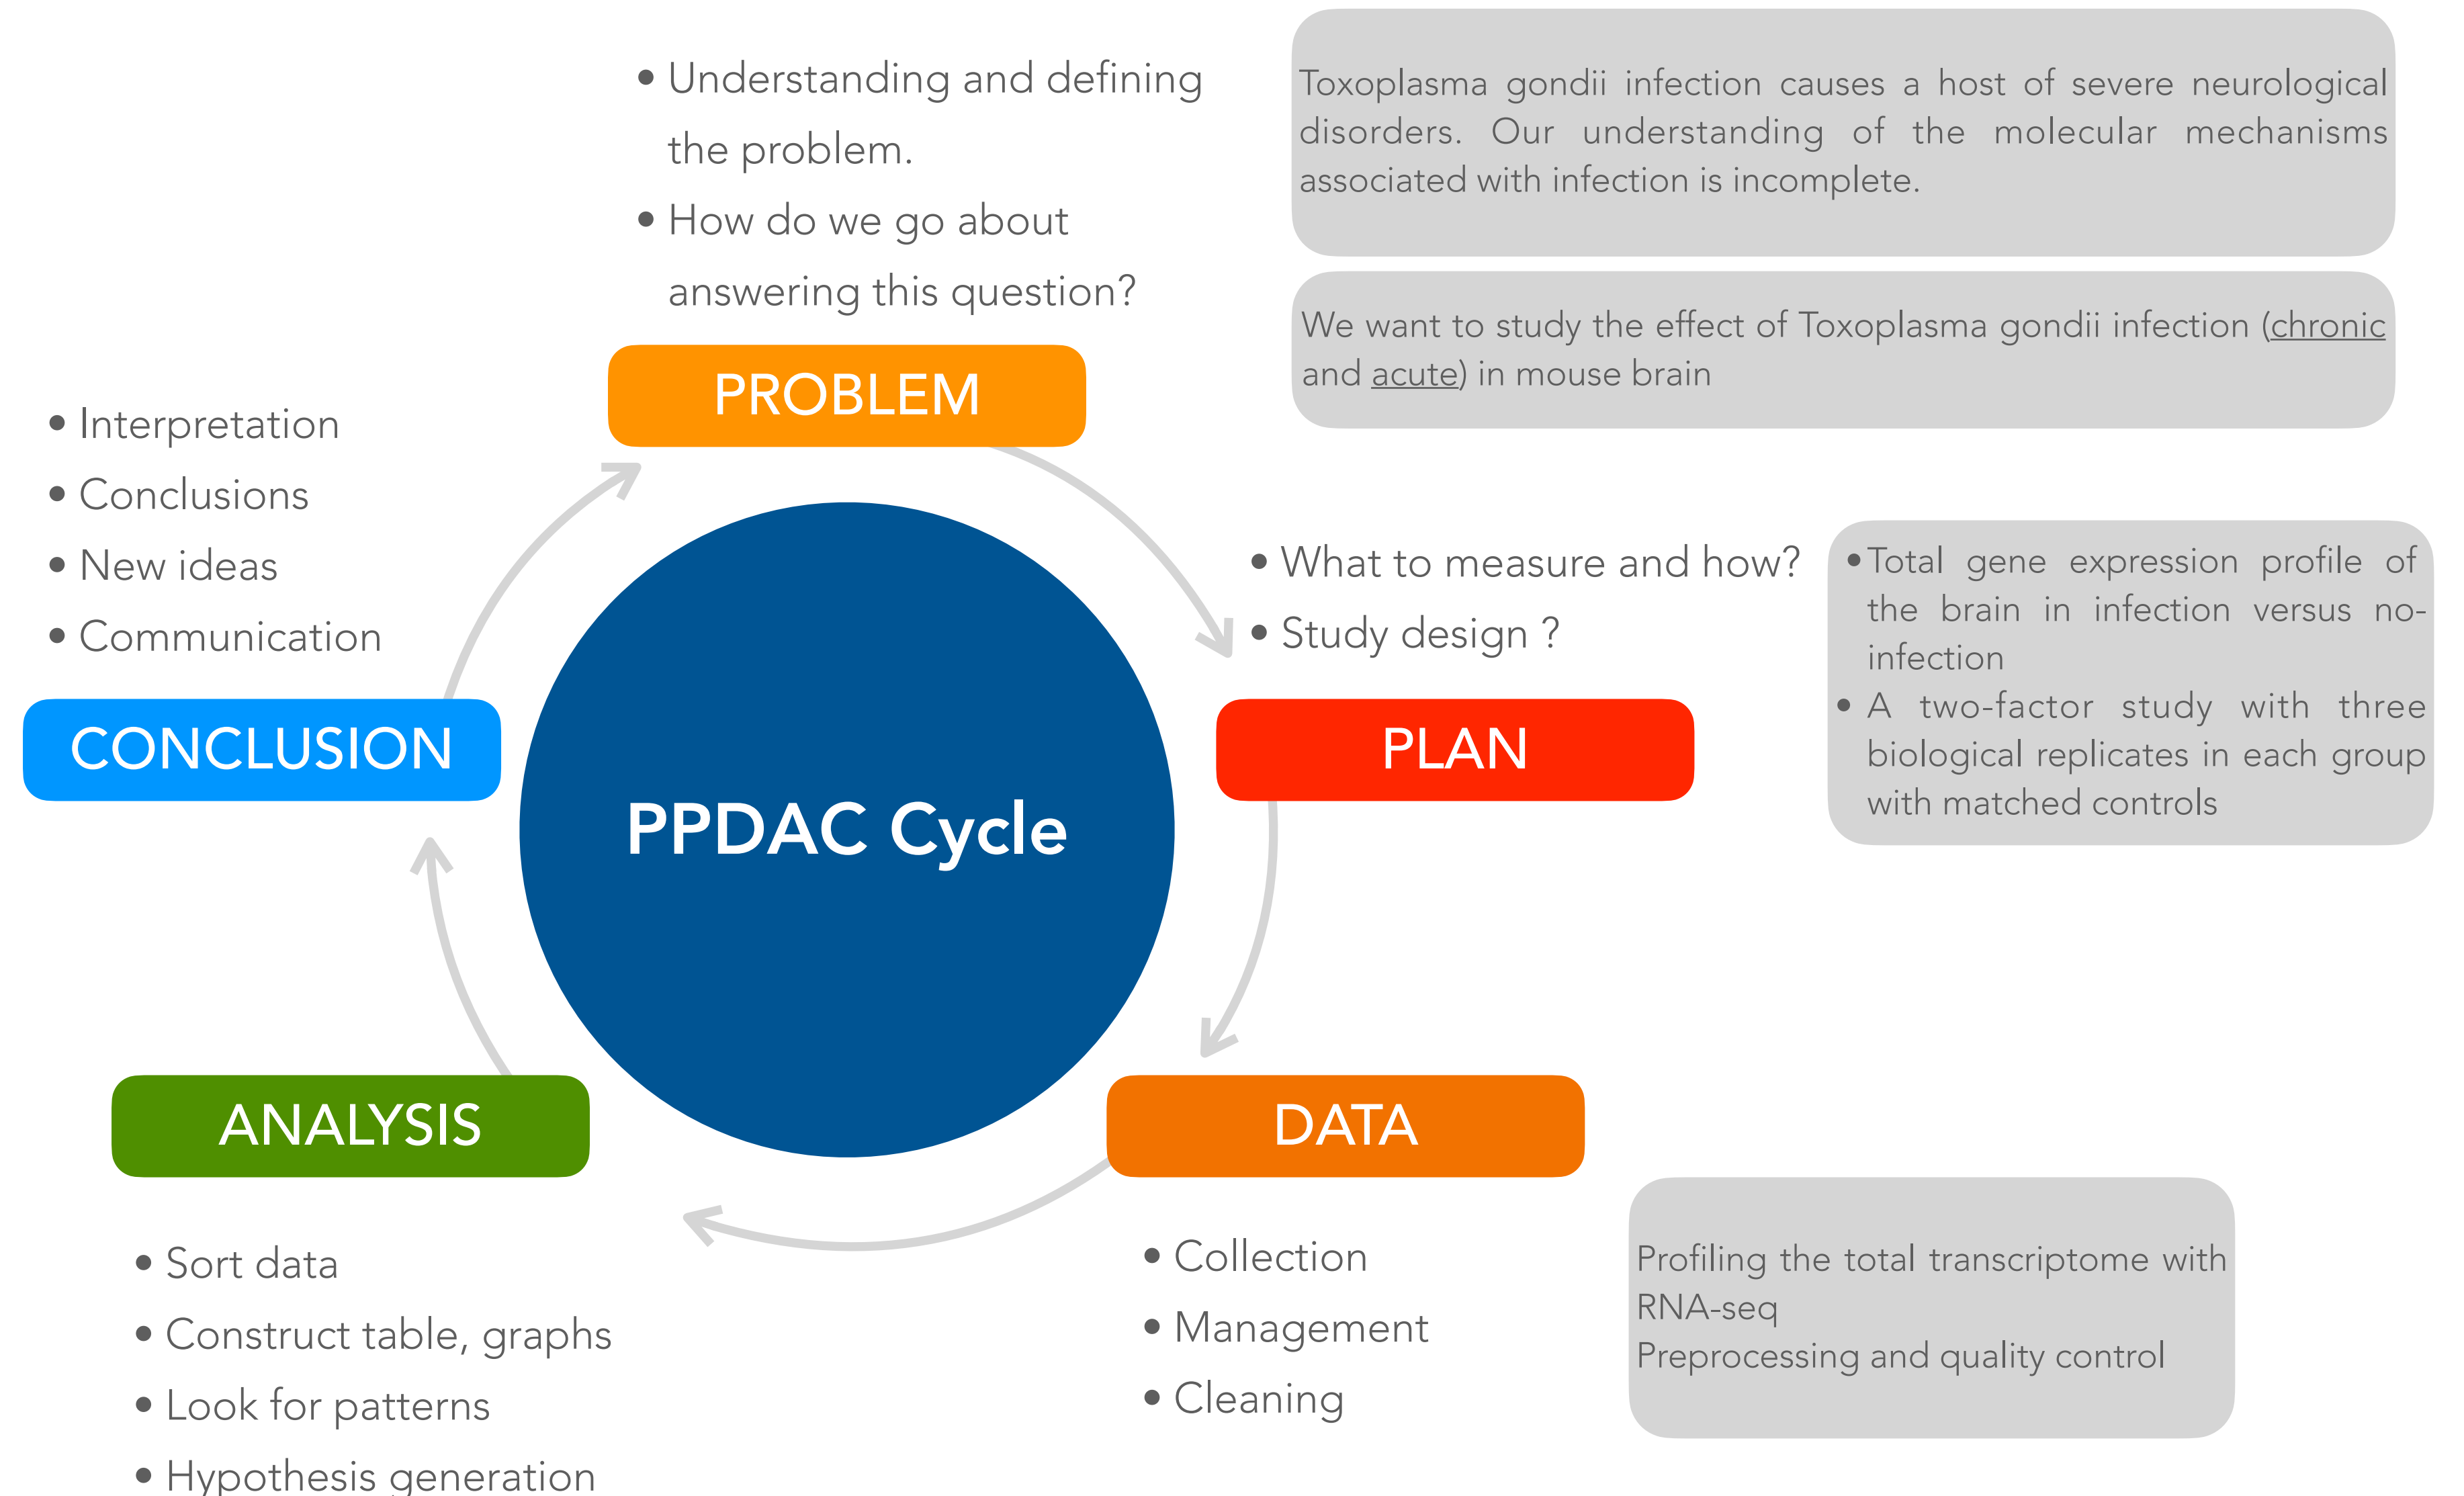 • Understanding and defining
the problem.
• How do we go about
answering this question?
Toxoplasma gondii infection causes a host of severe neurological
disorders. Our understanding of the molecular mechanisms
associated with infection is incomplete.
We want to study the effect of Toxoplasma gondii infection (chronic
and acute) in mouse brain
PROBLEM
• Interpretation
• Conclusions
• New ideas
• Communication
CONCLUSION
• What to measure and how?
• Study design ?
PLAN
• Total gene expression profile of
the brain in infection versus no-
infection
• A two-factor study with three
biological replicates in each group
with matched controls
PPDAC Cycle
ANALYSIS
DATA
• Sort data
• Construct table, graphs
• Look for patterns
• Hypothesis generation
• Collection
• Management
• Cleaning
Profiling the total transcriptome with
RNA-seq
Preprocessing and quality control